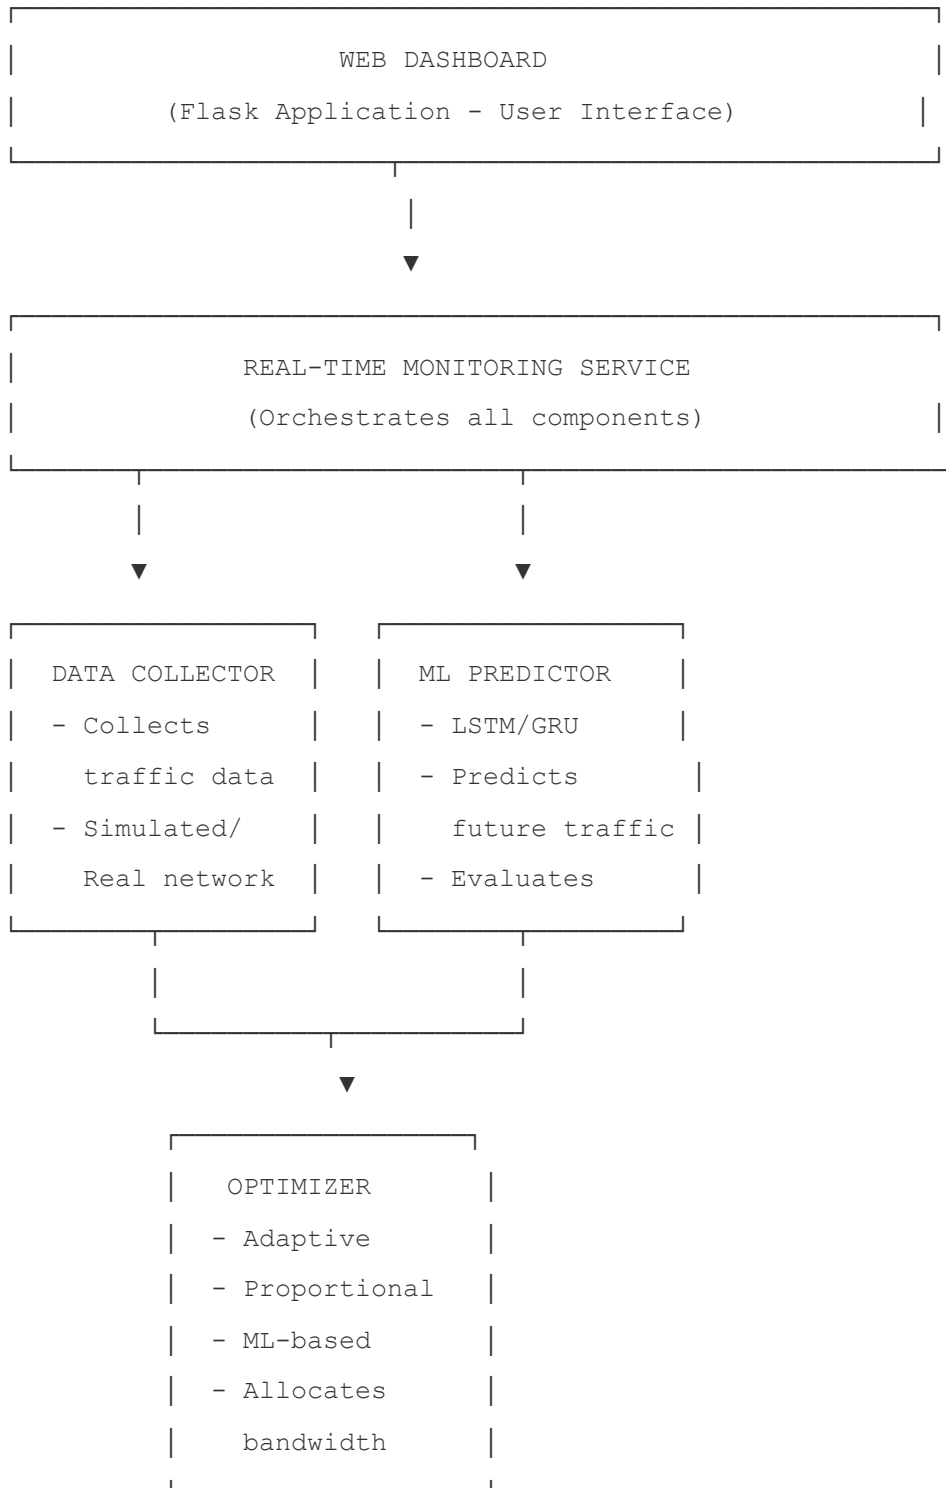 WEB DASHBOARD
(Flask Application - User Interface)
REAL-TIME MONITORING SERVICE
(Orchestrates all components)
DATA COLLECTOR
- Collects
traffic data
- Simulated/
Real network
ML PREDICTOR
- LSTM/GRU
- Predicts
future traffic
- Evaluates
OPTIMIZER
- Adaptive
- Proportional
- ML-based
- Allocates
bandwidth